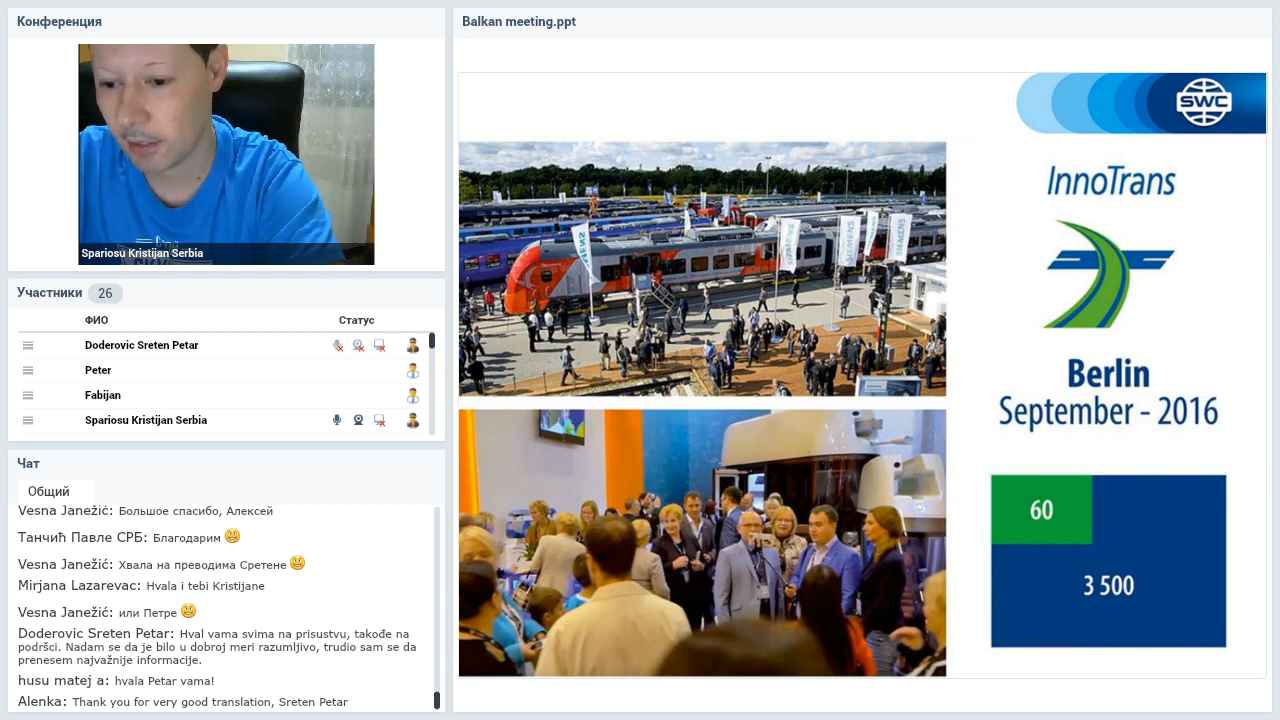 Конференция
Spariosu Kristijan Serbia
Участники 26
ФИО Статус
Doderovic Sreten Petar
Peter
Fabijan
Spariosu Kristijan Serbia
Чат
Общий
Vesna Janežić: Большое спасибо, Алексей
Танчић Павле СРБ: Благодарим
Vesna Janežić: Хвала на преводима Сретене
Mirjana Lazarevac: Hvala i tebi Kristijane
Vesna Janežić: или Петре
Doderovic Sreten Petar: Hval vama svima na prisustvu, takođe na
podršci. Nadam se da je bilo u dobroj meri razumljivo, trudio sam se da
prenesem najvažnije informacije.
husu matej a: hvala Petar vama!
Alenka: Thank you for very good translation, Sreten Petar
Balkan meeting.ppt
SWC
SIEMENS
SIEMENS
SIEMENS
InnoTrans
Berlin
September - 2016
60
3 500